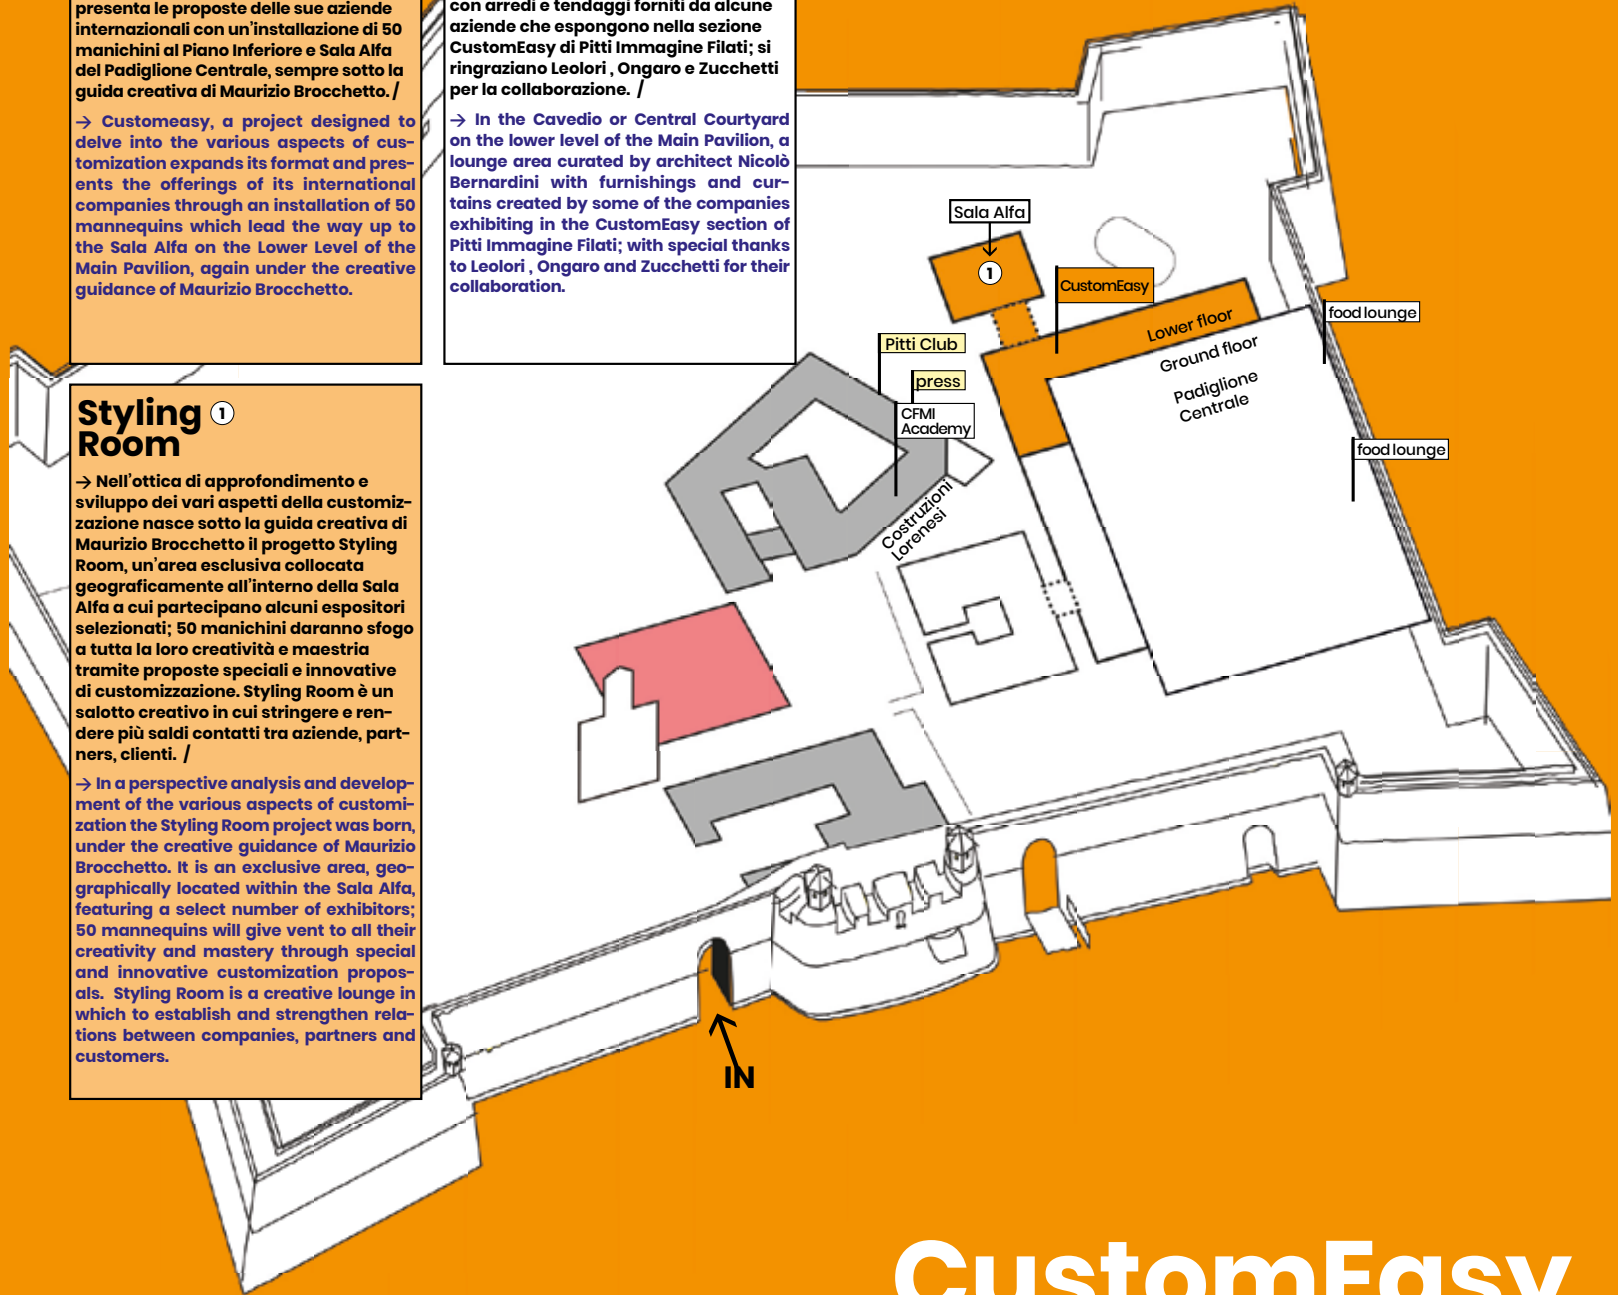 presenta le proposte delle sue aziende
internazionali con un'installazione di 50
manichini al Piano Inferiore e Sala Alfa
del Padiglione Centrale, sempre sotto la
guida creativa di Maurizio Brocchetto. /
→ Customeasy, a project designed to
delve into the various aspects of cus-
tomization expands its format and pres-
ents the offerings of its international
companies through an installation of 50
mannequins which lead the way up to
the Sala Alfa on the Lower Level of the
Main Pavilion, again under the creative
guidance of Maurizio Brocchetto.
con arredi e tendaggi forniti da alcune
aziende che espongono nella sezione
CustomEasy di Pitti Immagine Filati; si
ringraziano Leolori , Ongaro e Zucchetti
per la collaborazione. /
→ In the Cavedio or Central Courtyard
on the lower level of the Main Pavilion, a
lounge area curated by architect Nicolò
Bernardini with furnishings and cur-
tains created by some of the companies
exhibiting in the CustomEasy section of
Pitti Immagine Filati; with special thanks
to Leolori , Ongaro and Zucchetti for their
collaboration.
Styling 1
Room
→ Nell'ottica di approfondimento e
sviluppo dei vari aspetti della customiz-
zazione nasce sotto la guida creativa di
Maurizio Brocchetto il progetto Styling
Room, un'area esclusiva collocata
geograficamente all'interno della Sala
Alfa a cui partecipano alcuni espositori
selezionati; 50 manichini daranno sfogo
a tutta la loro creatività e maestria
tramite proposte speciali e innovative
di customizzazione. Styling Room è un
salotto creativo in cui stringere e ren-
dere più saldi contatti tra aziende, part-
ners, clienti. /
→ In a perspective analysis and develop-
ment of the various aspects of customi-
zation the Styling Room project was born,
under the creative guidance of Maurizio
Brocchetto. It is an exclusive area, geo-
graphically located within the Sala Alfa,
featuring a select number of exhibitors;
50 mannequins will give vent to all their
creativity and mastery through special
and innovative customization propos-
als. Styling Room is a creative lounge in
which to establish and strengthen rela-
tions between companies, partners and
customers.
Sala Alfa
1
CustomEasy
food lounge
Lower floor
Ground floor
Padiglione
Centrale
Pitti Club
press
CFMI
Academy
food lounge
Costruzioni
Lorenesi
IN
CustomEasy